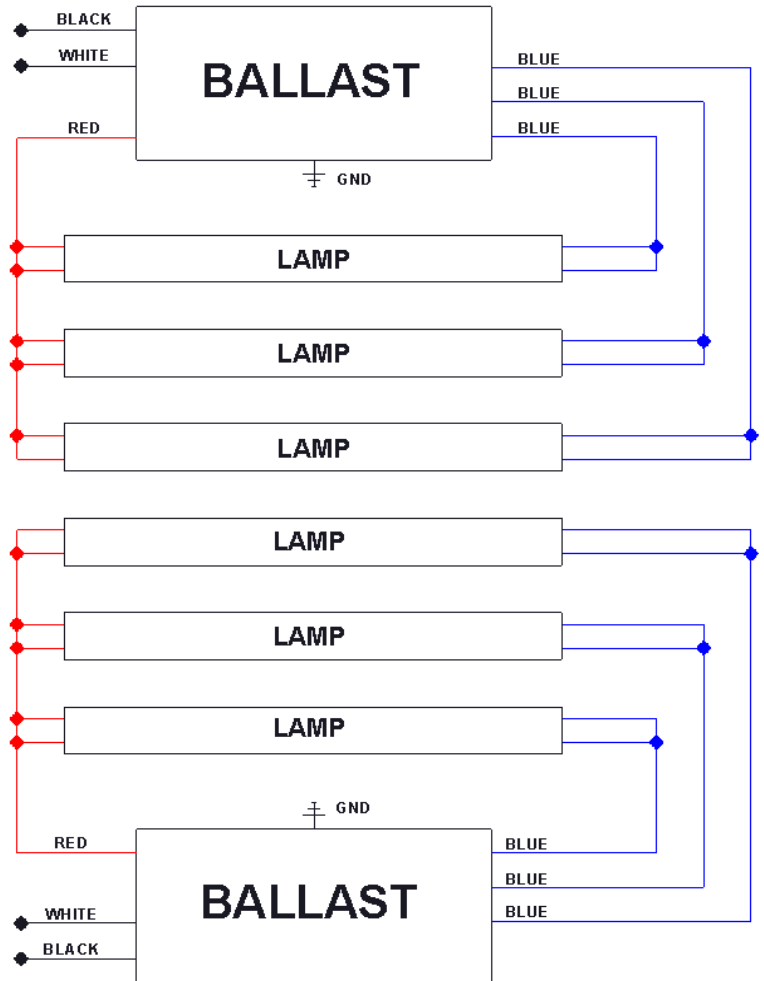 BLACK
WHITE
BALLAST
BLUE
BLUE
RED
BLUE
GND
LAMP
LAMP
LAMP
LAMP
LAMP
LAMP
GND
RED
BLUE
BLUE
BALLAST
WHITE
BLUE
BLACK